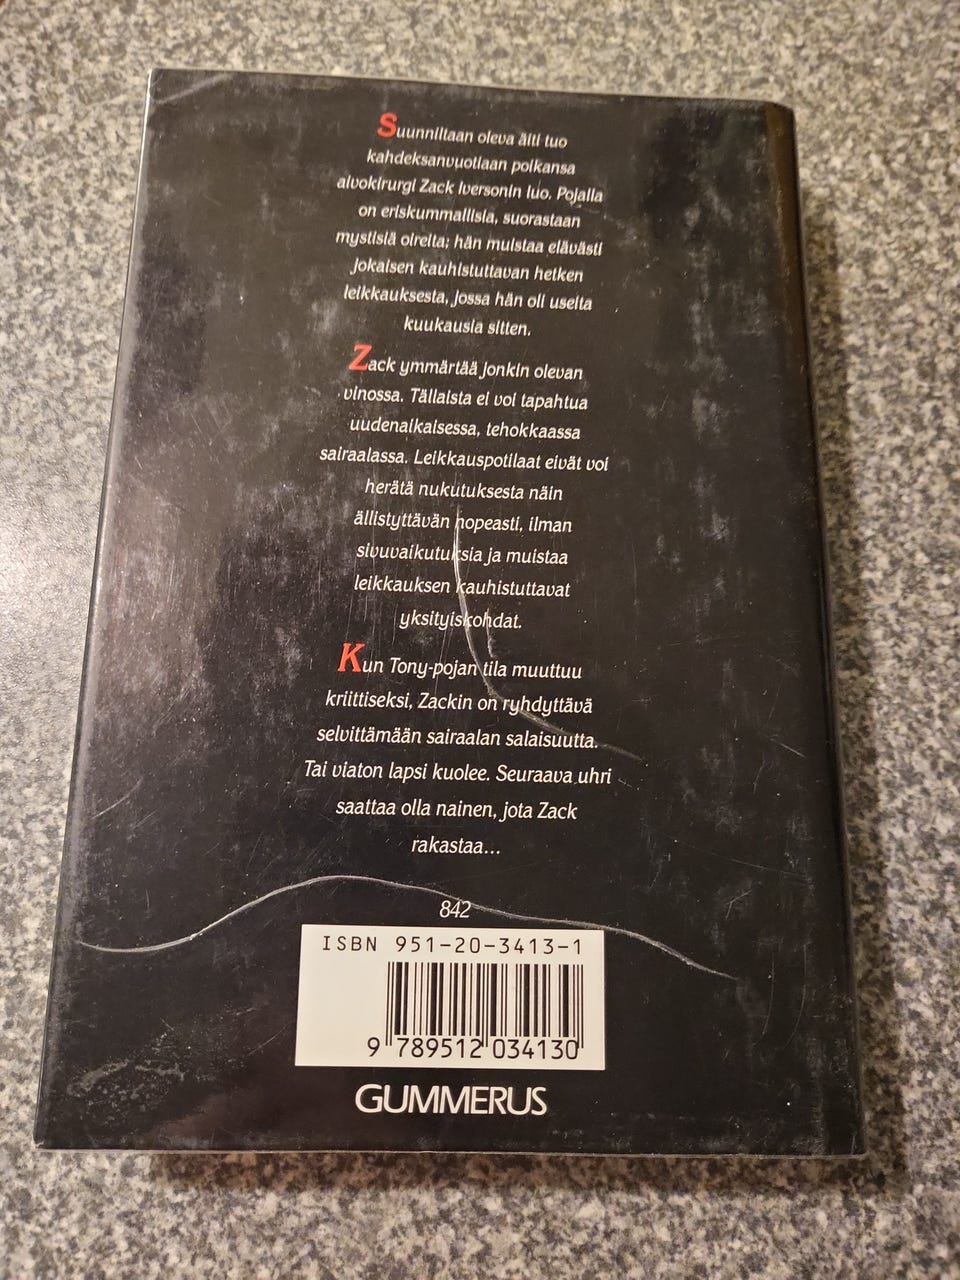 Suunniltaan oleva äiti tuo
kahdeksanvuotiaan poikansa
aivokirurgi Zack Iversonin luo. Pojalla
on eriskummallisia, suorastaan
mystisiä oireita; hän muistaa elävästi
jokaisen kauhistuttavan hetken
leikkauksesta, jossa hän oli useita
kuukausia sitten.
Zack ymmärtää jonkin olevan
vinossa. Tällaista ei voi tapahtua
uudenaikaisessa, tehokkaassa
sairaalassa. Leikkauspotilaat eivät voi
herätä nukutuksesta näin
ällistyttävän nopeasti, ilman
sivuvaikutuksia ja muistaa
leikkauksen kauhistuttavat
yksityiskohdat.
Kun Tony-pojan tila muuttuu
kriittiseksi, Zackin on ryhdyttävä
selvittämään sairaalan salaisuutta.
Tai viaton lapsi kuolee. Seuraava uhri
saattaa olla nainen, jota Zack
rakastaa...
842
ISBN 951-20-3413-1
9 789512 034130
GUMMERUS